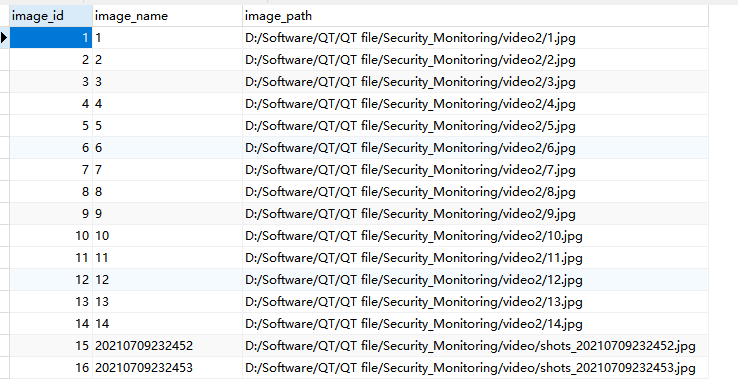 image_id image_name image_path
1 1 D:/Software/QT/QT file/Security_Monitoring/video2/1.jpg
2 2 D:/Software/QT/QT file/Security_Monitoring/video2/2.jpg
3 3 D:/Software/QT/QT file/Security_Monitoring/video2/3.jpg
4 4 D:/Software/QT/QT file/Security_Monitoring/video2/4.jpg
5 5 D:/Software/QT/QT file/Security_Monitoring/video2/5.jpg
6 6 D:/Software/QT/QT file/Security_Monitoring/video2/6.jpg
7 7 D:/Software/QT/QT file/Security_Monitoring/video2/7.jpg
8 8 D:/Software/QT/QT file/Security_Monitoring/video2/8.jpg
9 9 D:/Software/QT/QT file/Security_Monitoring/video2/9.jpg
10 10 D:/Software/QT/QT file/Security_Monitoring/video2/10.jpg
11 11 D:/Software/QT/QT file/Security_Monitoring/video2/11.jpg
12 12 D:/Software/QT/QT file/Security_Monitoring/video2/12.jpg
13 13 D:/Software/QT/QT file/Security_Monitoring/video2/13.jpg
14 14 D:/Software/QT/QT file/Security_Monitoring/video2/14.jpg
15 20210709232452 D:/Software/QT/QT file/Security_Monitoring/video/shots_20210709232452.jpg
16 20210709232453 D:/Software/QT/QT file/Security_Monitoring/video/shots_20210709232453.jpg